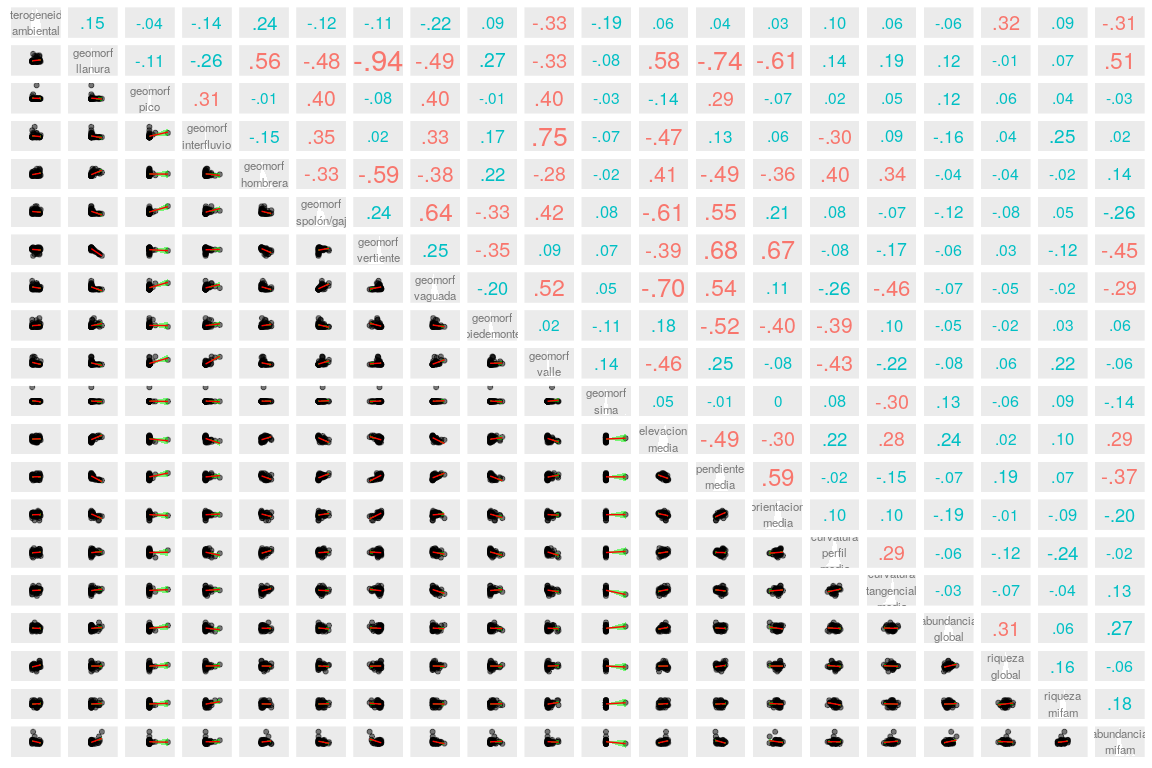 terogeneid .15 -.04 -.14 .24 -.12 -.11 -.22 .09 -.33 -.19 .06 .04 .03 .10 .06 -.06 .32 .09 -.31
ambiental
geomorf -.11 -.26 .56 -.48 -.94 -.49 .27 -.33 -.08 .58 -.74 -.61 .14 .19 .12 -.01 .07 .51
llanura
geomorf .31 -.01 .40 -.08 .40 -.01 .40 -.03 -.14 .29 -.07 .02 .05 .12 .06 .04 -.03
pico
geomorf -.15 .35 .02 .33 .17 .75 -.07 -.47 .13 .06 -.30 .09 -.16 .04 .25 .02
interfluvio
geomorf -.33 -.59 -.38 .22 -.28 -.02 .41 -.49 -.36 .40 .34 -.04 -.04 -.02 .14
hombrera
geomorf .24 .64 -.33 .42 .08 -.61 .55 .21 .08 -.07 -.12 -.08 .05 -.26
spolón/gaj
geomorf .25 -.35 .09 .07 -.39 .68 .67 -.08 -.17 -.06 .03 -.12 -.45
vertiente
geomorf -.20 .52 .05 -.70 .54 .11 -.26 -.46 -.07 -.05 -.02 -.29
vaguada
geomorf .02 -.11 .18 -.52 -.40 -.39 .10 -.05 -.02 .03 .06
piedemonte
geomorf .14 -.46 .25 -.08 -.43 -.22 -.08 .06 .22 -.06
valle
geomorf .05 -.01 0 .08 -.30 .13 -.06 .09 -.14
sima
elevacion -.49 -.30 .22 .28 .24 .02 .10 .29
media
pendiente .59 -.02 -.15 -.07 .19 .07 -.37
media
orientacion .10 .10 -.19 -.01 -.09 -.20
media
curvatura
perfil .29 -.06 -.12 -.24 -.02
media
curvatura
tangencial -.03 -.07 -.04 .13
media
abundancia .31 .06 .27
global
riqueza .16 -.06
global
riqueza .18
mifam
abundancia
mifam